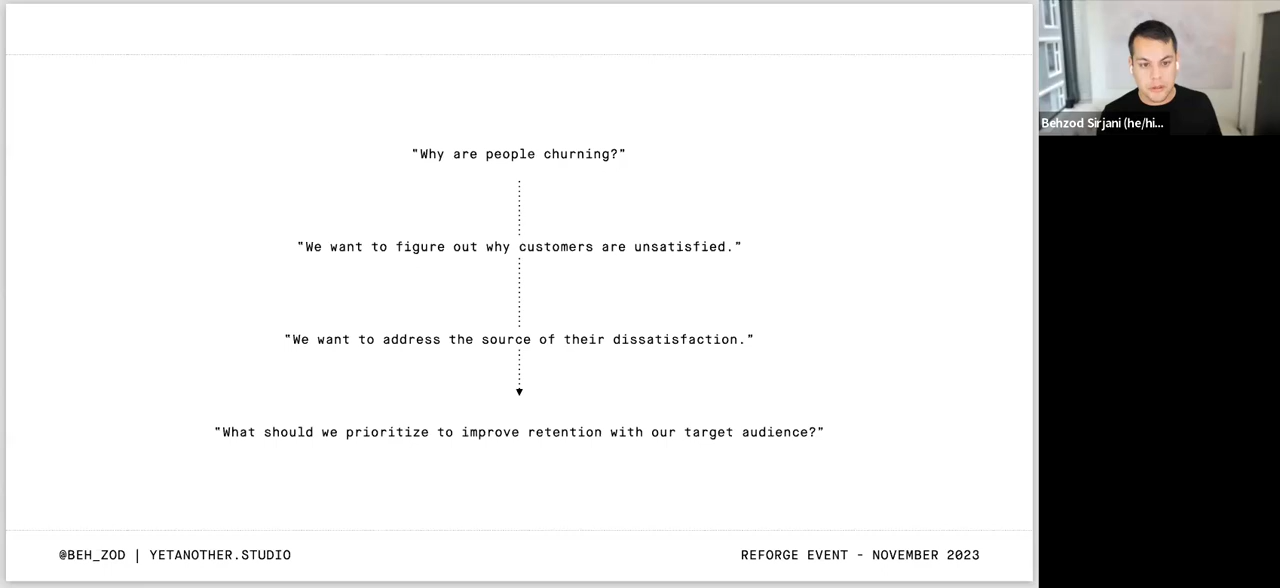 "Why are people churning?"
"We want to figure out why customers are unsatisfied."
"We want to address the source of their dissatisfaction."
"What should we prioritize to improve retention with our target audience?"
@BEH_ZOD | YETANOTHER.STUDIO
REFORGE EVENT - NOVEMBER 2023
Behzod Sirjani (he/hi...